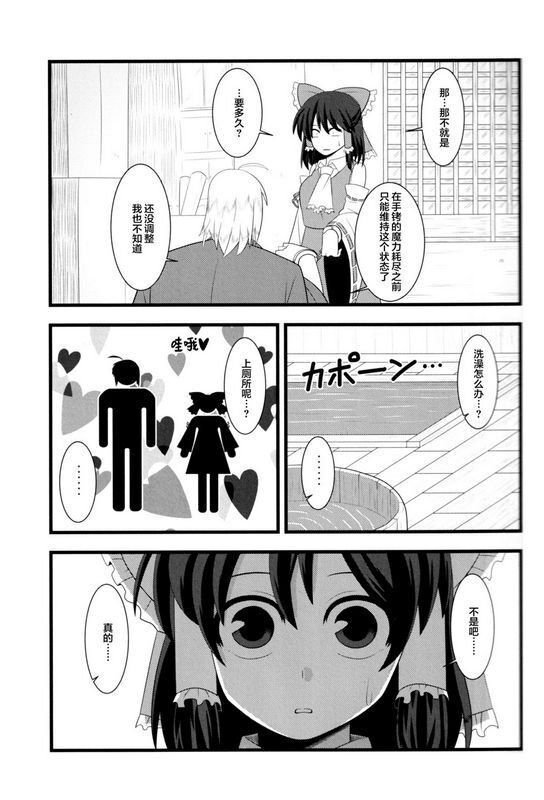 那…那不就是
在手铐的魔力耗尽之前
只能维持这个状态了
…
…要多久?
还没调整
我也不知道
洗澡怎么办…?
カポーン…
……
上厕所呢…?
哇哦♥
……
不是吧……
真的……